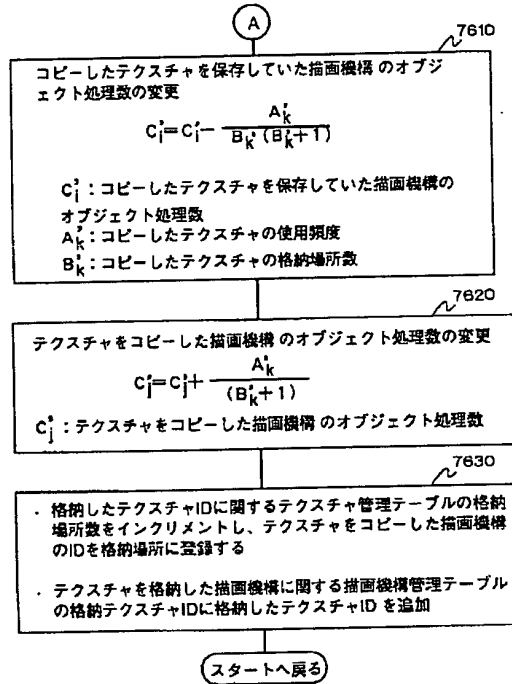 A
7610
コピーしたテクスチャを保存していた描画機構 のオブジ
ェクト処理数の変更
C'i=C'i- A'k / B'k (B'k+1)
C'i：コピーしたテクスチャを保存していた描画機構の
オブジェクト処理数
A'k：コピーしたテクスチャの使用頻度
B'k：コピーしたテクスチャの格納場所数
7620
テクスチャをコピーした描画機構 のオブジェクト処理数の変更
C'j=C'j+ A'k / (B'k+1)
C'j：テクスチャをコピーした描画機構 のオブジェクト処理数
7630
・ 格納したテクスチャIDに関するテクスチャ管理テーブルの格納
場所数をインクリメントし、テクスチャをコピーした描画機構
のIDを格納場所に登録する
・ テクスチャを格納した描画機構に関する描画機構管理テーブル
の格納テクスチャIDに格納したテクスチャID を追加
スタートへ戻る